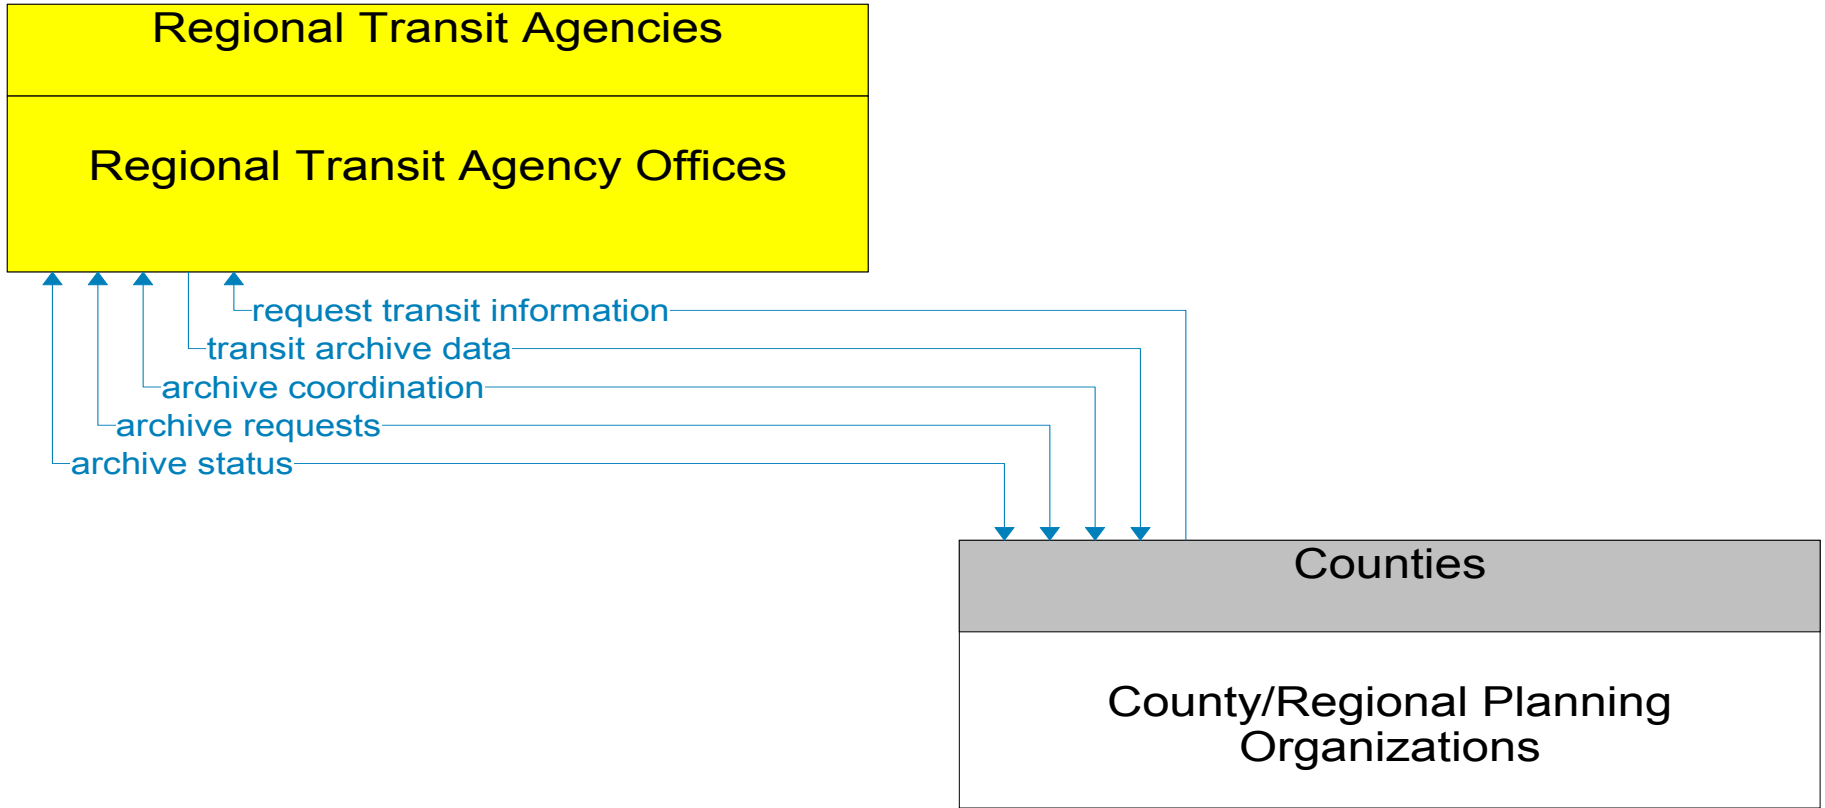 Regional Transit Agencies
Regional Transit Agency Offices
request transit information
transit archive data
archive coordination
archive requests
archive status
Counties
County/Regional Planning
Organizations